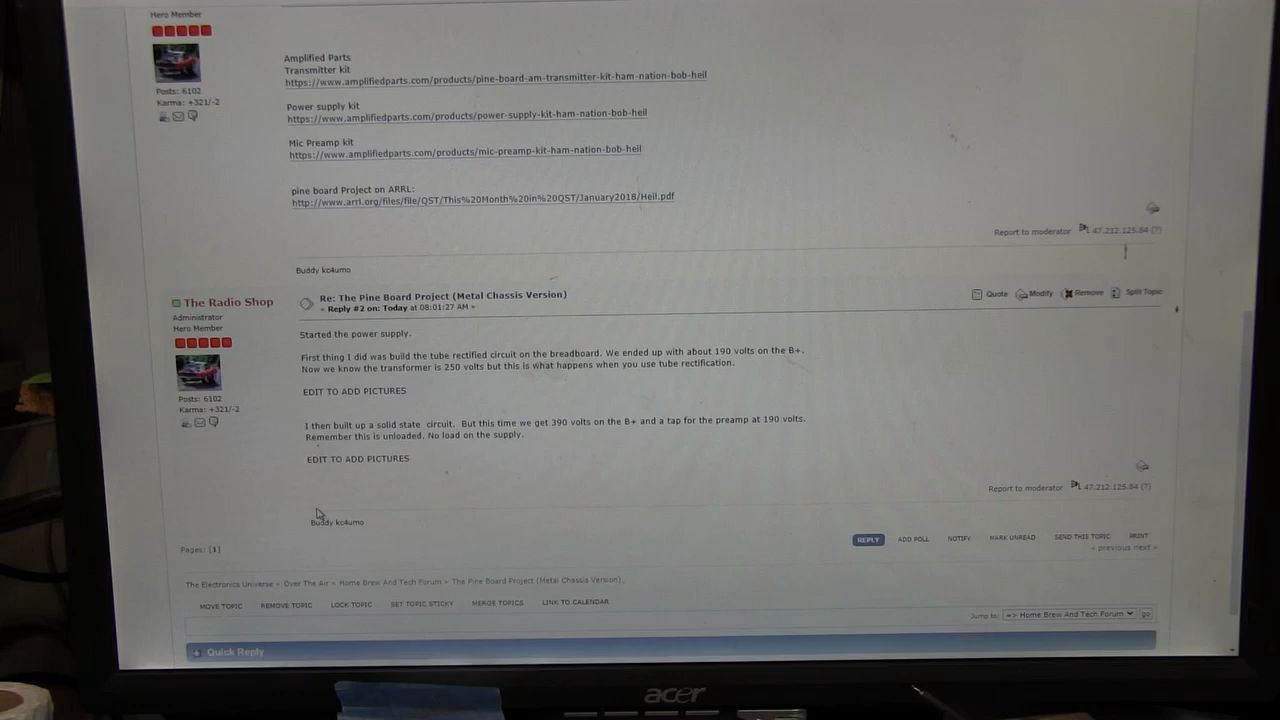 Hero Member
Posts: 6102
Karma: +321/-2
Amplified Parts
Transmitter kit
https://www.amplifiedparts.com/products/pine-board-am-transmitter-kit-ham-nation-bob-heil
Power supply kit
https://www.amplifiedparts.com/products/power-supply-kit-ham-nation-bob-heil
Mic Preamp kit
https://www.amplifiedparts.com/products/mic-preamp-kit-ham-nation-bob-heil
pine board Project on ARRL:
http://www.arrl.org/files/file/QST/This%20Month%20in%20QST/January2018/Heil.pdf
Report to moderator 47.212.125.84 (?)
Buddy kc4umo
The Radio Shop
Administrator
Hero Member
Posts: 6102
Karma: +321/-2
Re: The Pine Board Project (Metal Chassis Version)
« Reply #2 on: Today at 08:01:27 AM »
Quote Modify Remove Split Topic
Started the power supply.
First thing I did was build the tube rectified circuit on the breadboard. We ended up with about 190 volts on the B+.
Now we know the transformer is 250 volts but this is what happens when you use tube rectification.
EDIT TO ADD PICTURES
I then built up a solid state circuit. But this time we get 390 volts on the B+ and a tap for the preamp at 190 volts.
Remember this is unloaded. No load on the supply.
EDIT TO ADD PICTURES
Report to moderator 47.212.125.84 (?)
Buddy kc4umo
Pages: [1]
REPLY ADD POLL NOTIFY MARK UNREAD SEND THIS TOPIC PRINT
« previous next »
The Electronics Universe » Over The Air » Home Brew And Tech Forum » The Pine Board Project (Metal Chassis Version)
MOVE TOPIC REMOVE TOPIC LOCK TOPIC SET TOPIC STICKY MERGE TOPICS LINK TO CALENDAR
Jump to: => Home Brew And Tech Forum go
Quick Reply
acer